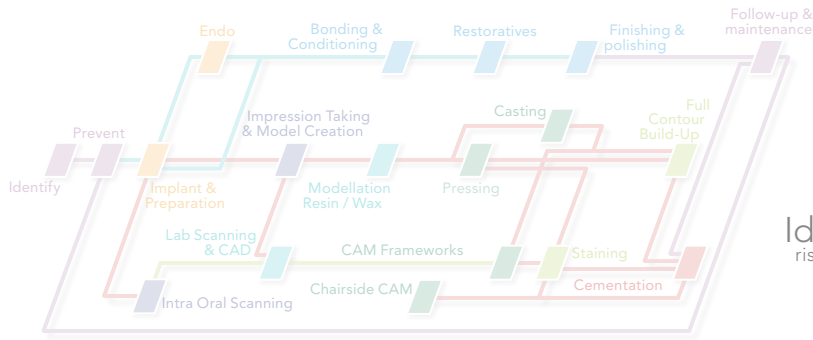 Follow-up &
maintenance
Endo
Bonding &
Conditioning
Restoratives
Finishing &
polishing
Impression Taking
& Model Creation
Casting
Full
Contour
Build-Up
Prevent
Identify
Implant &
Preparation
Modellation
Resin / Wax
Pressing
Lab Scanning
& CAD
CAM Frameworks
Staining
Intra Oral Scanning
Chairside CAM
Cementation
Id
ris